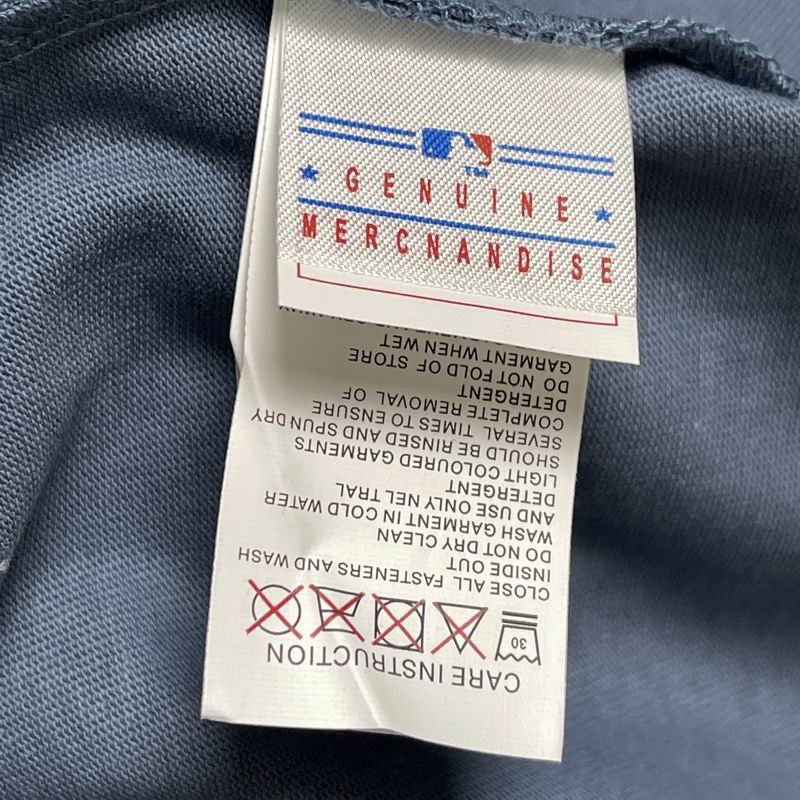 TM
GENUINE
MERCNANDISE
CARE INSTRUCTION
30
CLOSE ALL FASTENERS AND WASH
INSIDE OUT
DO NOT DRY CLEAN
WASH GARMENT IN COLD WATER
AND USE ONLY NEL TRAL
DETERGENT
LIGHT COLOURED GARMENTS
SHOULD BE RINSED AND SPUN DRY
SEVERAL TIMES TO ENSURE
COMPLETE REMOVAL OF
DETERGENT
DO NOT FOLD OF STORE
GARMENT WHEN WET